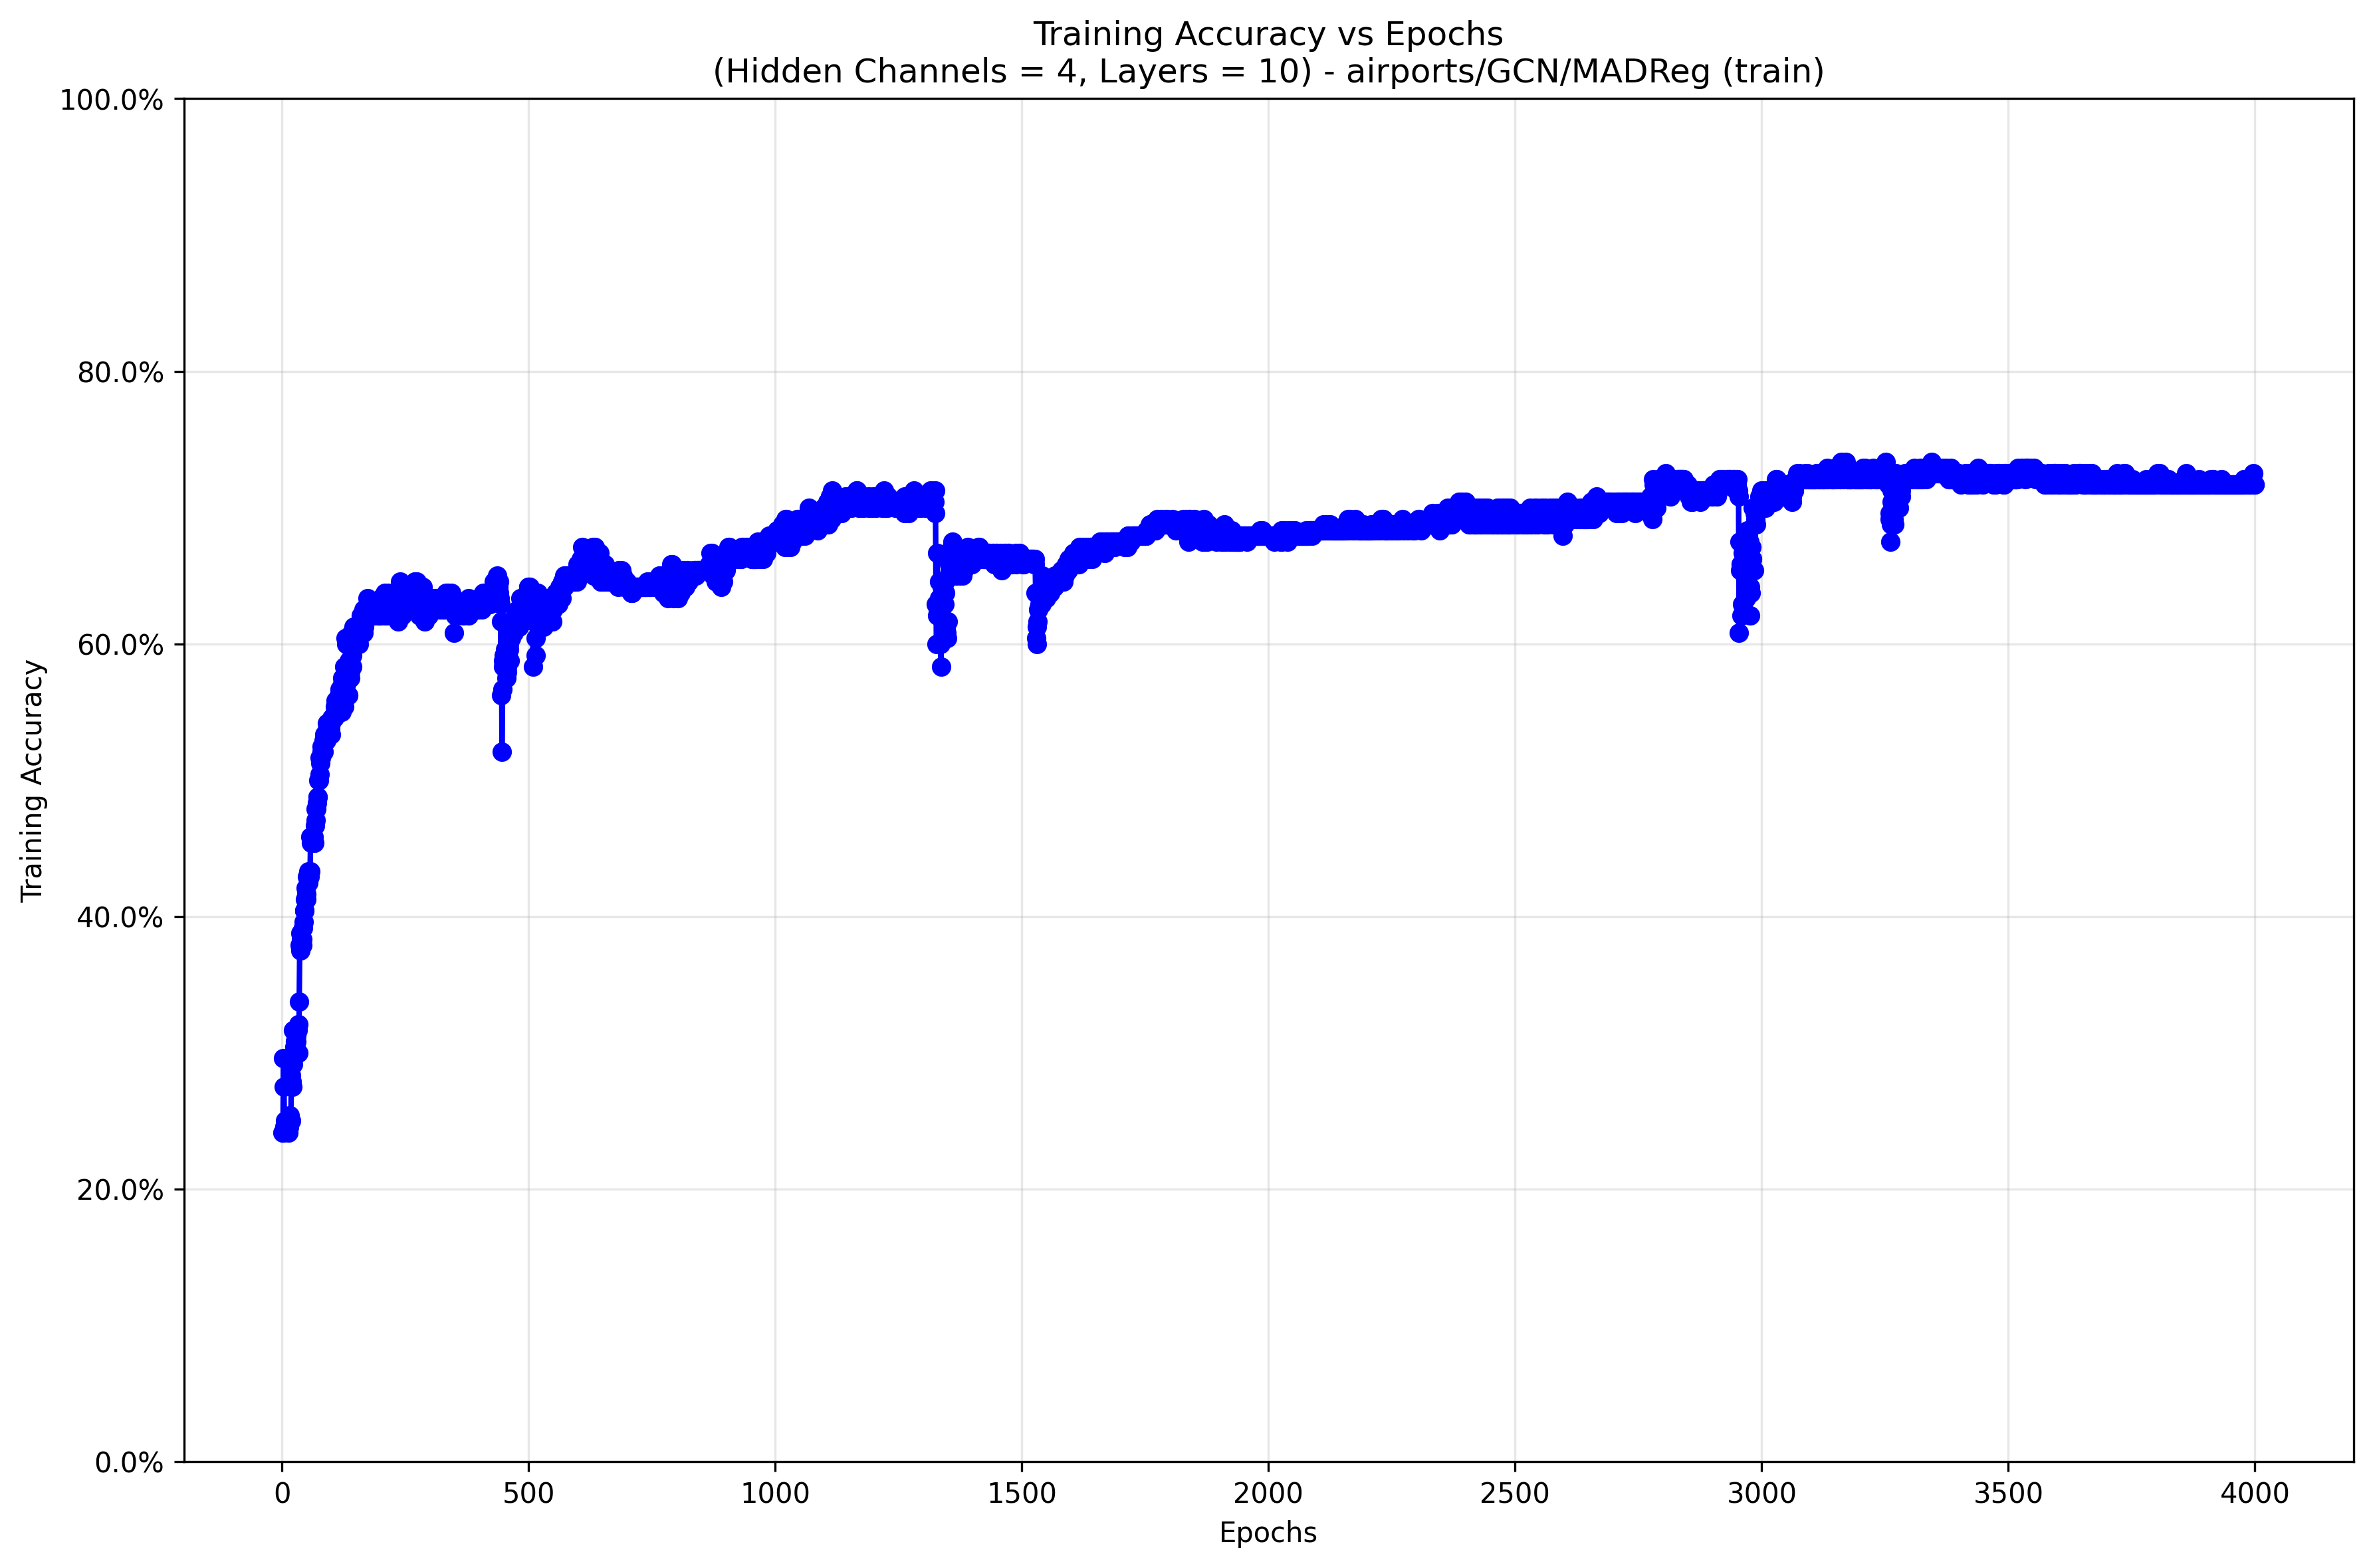 Training Accuracy vs Epochs
(Hidden Channels = 4, Layers = 10) - airports/GCN/MADReg (train)
100.0%
80.0%
60.0%
40.0%
20.0%
0.0%
Training Accuracy
0 500 1000 1500 2000 2500 3000 3500 4000
Epochs